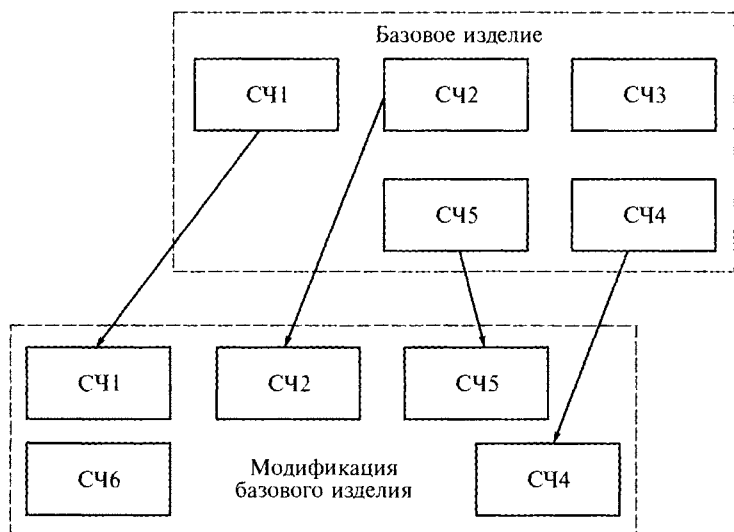 Базовое изделие
СЧ1
СЧ2
СЧ3
СЧ5
СЧ4
СЧ1
СЧ2
СЧ5
СЧ6
Модификация
базового изделия
СЧ4